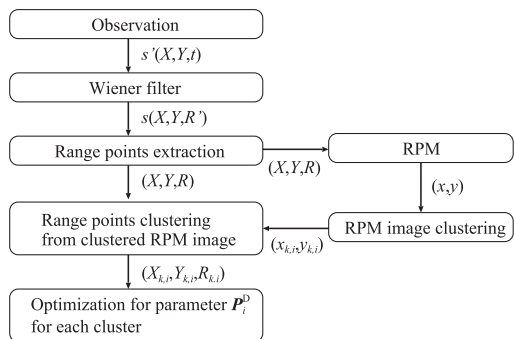 Observation
s'(X,Y,t)
Wiener filter
s(X,Y,R')
Range points extraction
(X,Y,R)
RPM
(X,Y,R)
(x,y)
Range points clustering
from clustered RPM image
RPM image clustering
(x_{k,i},y_{k,i})
(X_{k,i},Y_{k,i},R_{k.i})
Optimization for parameter P_i^D
for each cluster